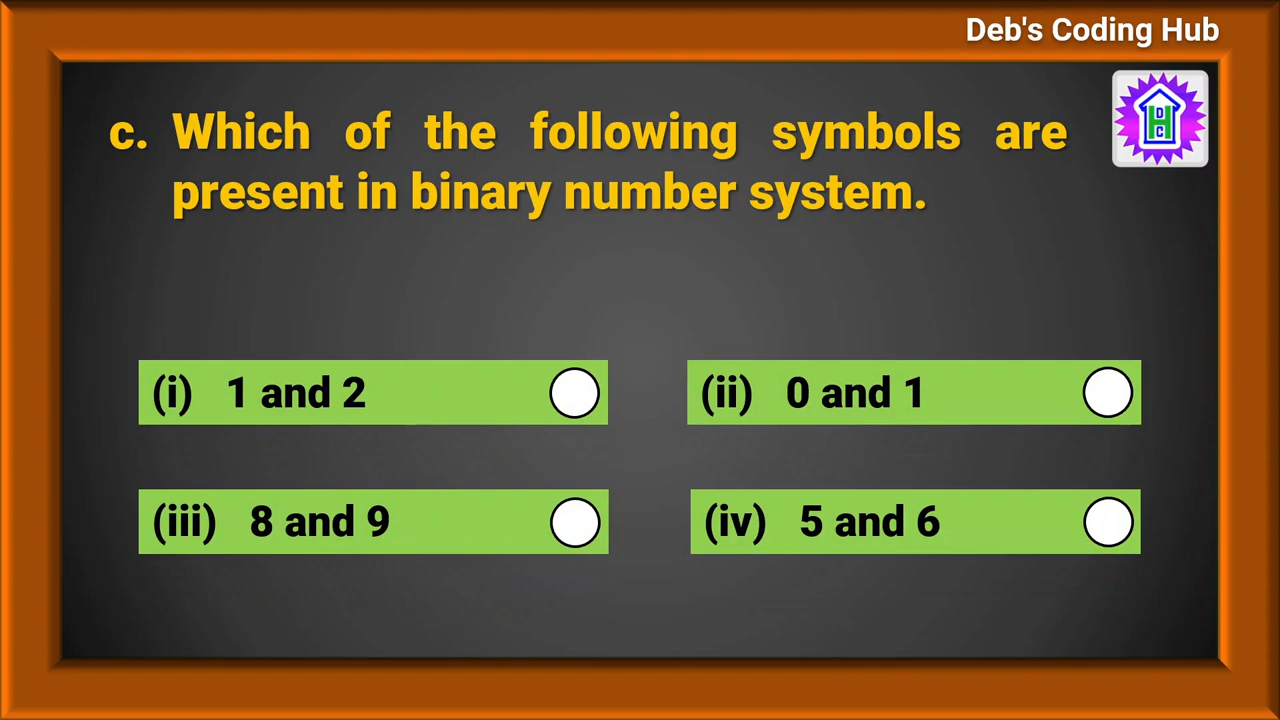 Deb's Coding Hub
c. Which of the following symbols are
present in binary number system.
(i) 1 and 2
(ii) 0 and 1
(iii) 8 and 9
(iv) 5 and 6